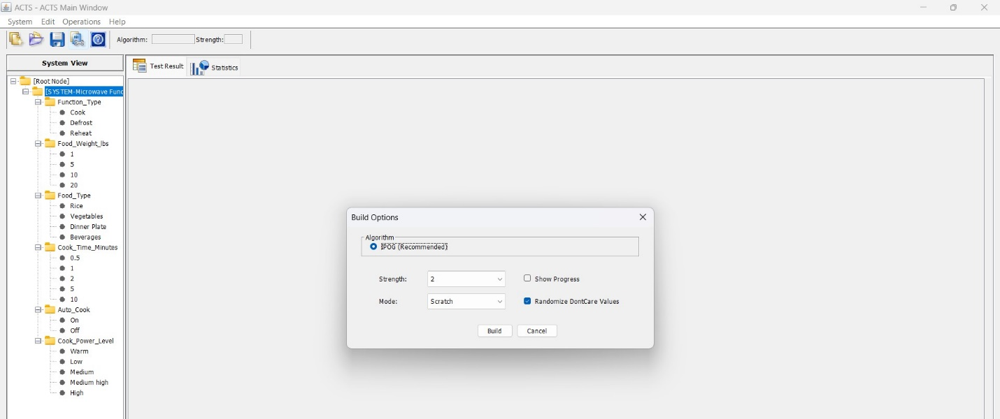 ACTS - ACTS Main Window
System Edit Operations Help
Algorithm: Strength:
System View
Test Result Statistics
[Root Node]
[SYSTEM-Microwave Func
Function_Type
Cook
Defrost
Reheat
Food_Weight_lbs
1
5
10
20
Food_Type
Rice
Vegetables
Dinner Plate
Beverages
Cook_Time_Minutes
0.5
1
2
5
10
Auto_Cook
On
Off
Cook_Power_Level
Warm
Low
Medium
Medium high
High
Build Options
Algorithm
IPOG (Recommended)
Strength: 2 Show Progress
Mode: Scratch Randomize DontCare Values
Build Cancel